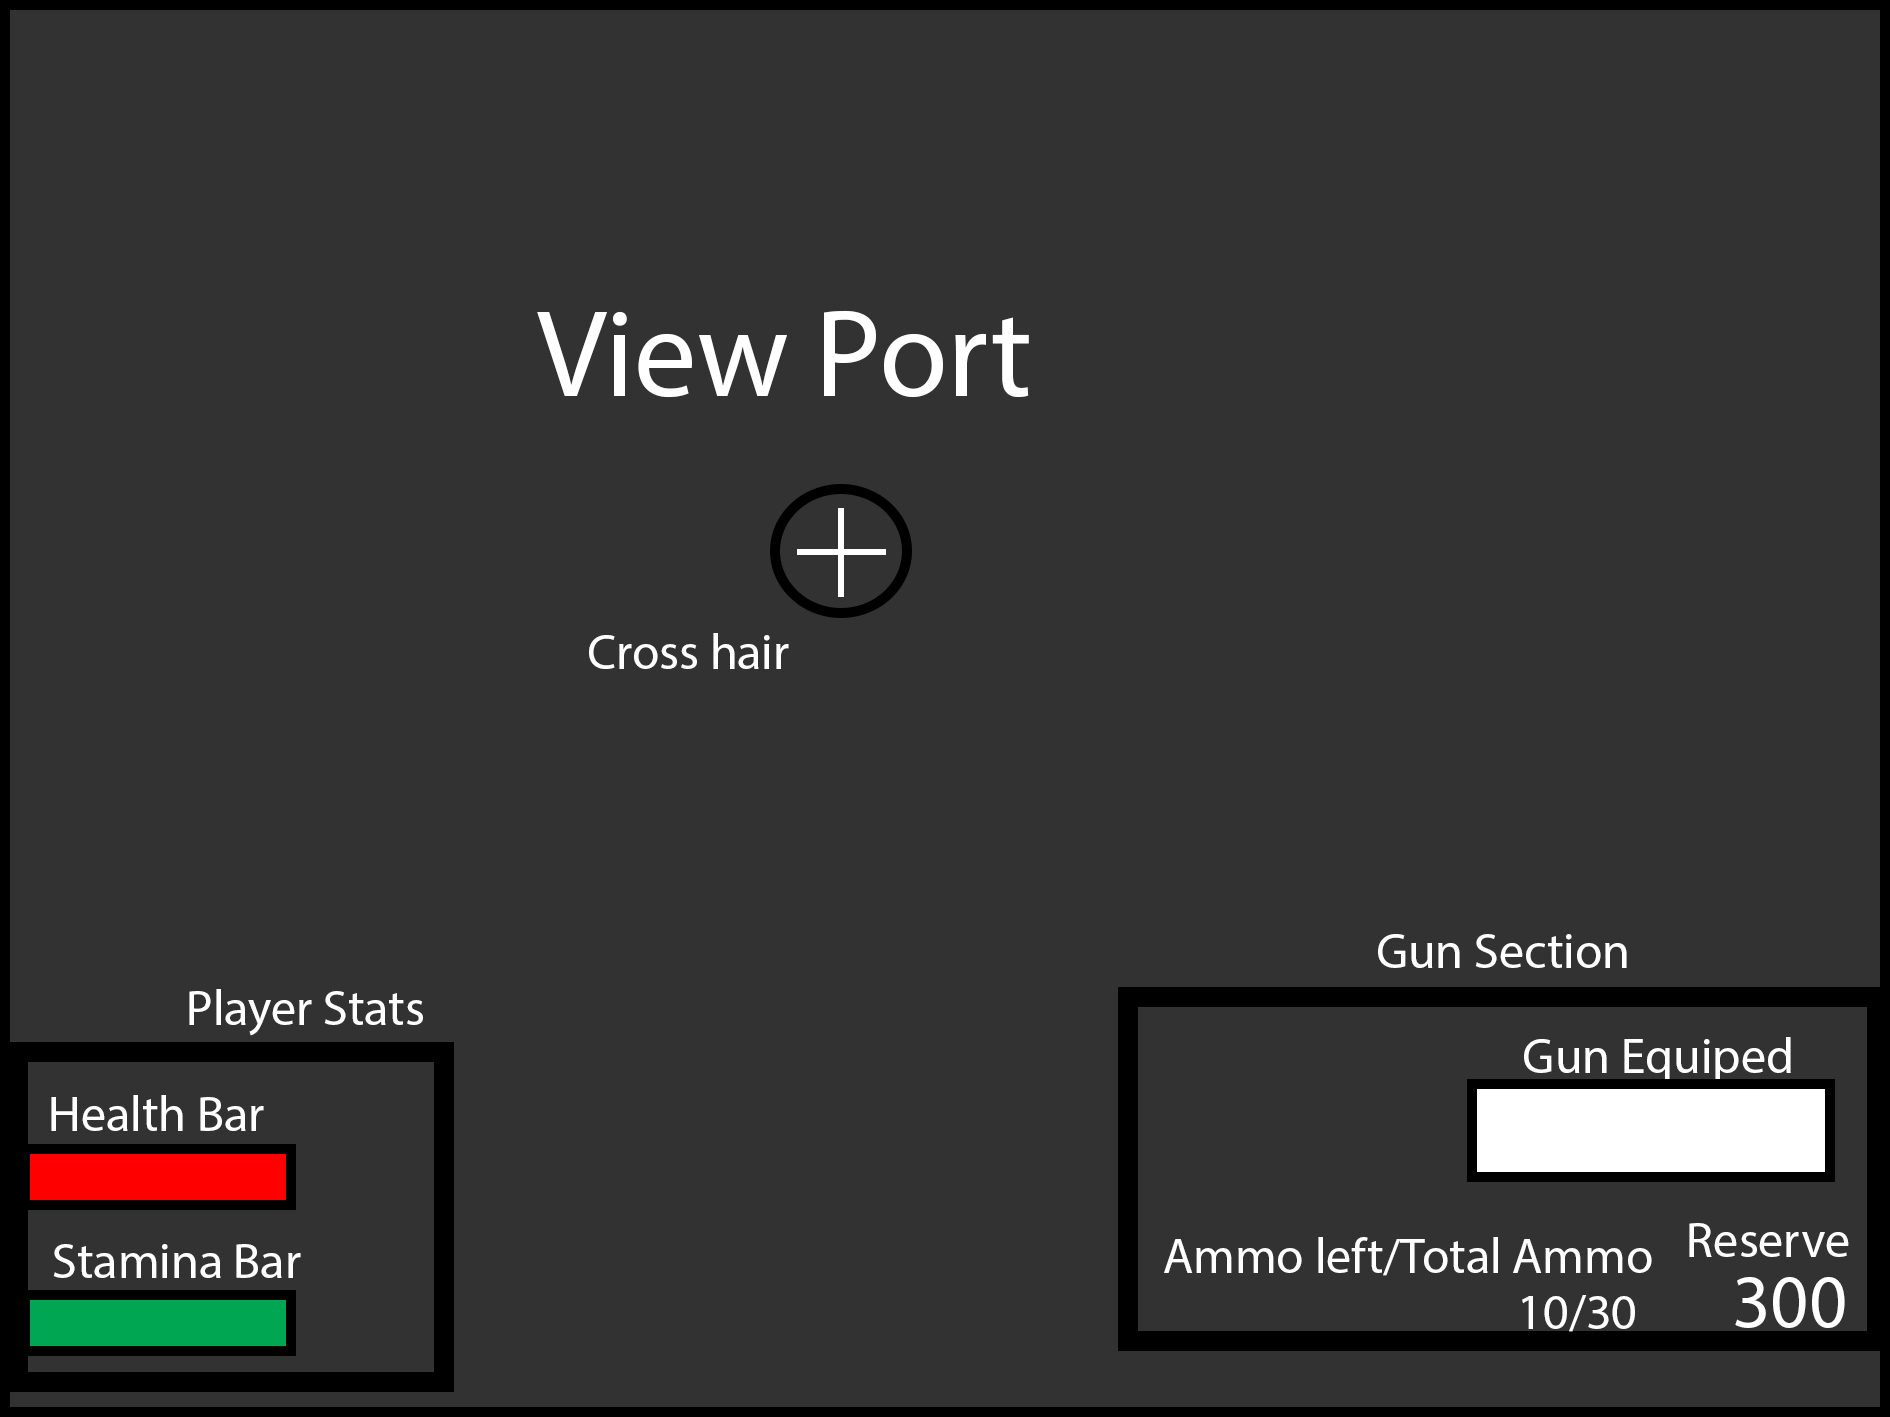 View Port
Cross hair
Gun Section
Player Stats
Gun Equiped
Health Bar
Stamina Bar
Ammo left/Total Ammo
10/30
Reserve
300